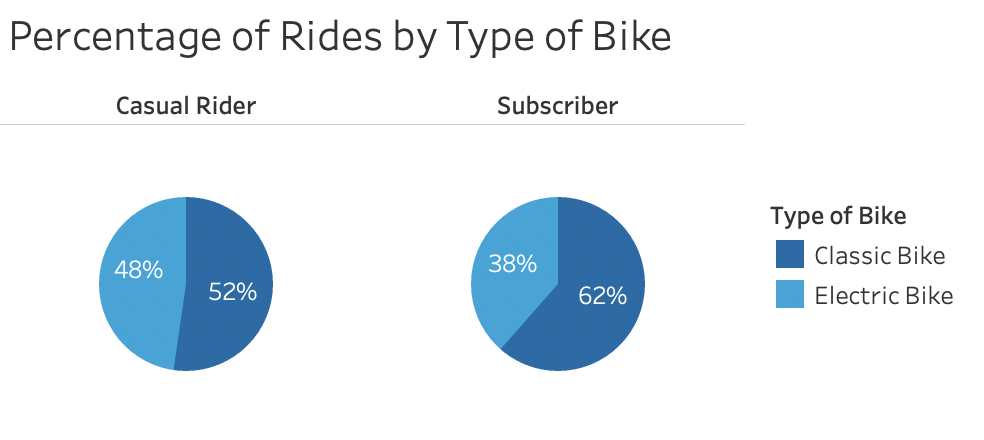 Percentage of Rides by Type of Bike
Casual Rider
Subscriber
48%
52%
38%
62%
Type of Bike
Classic Bike
Electric Bike